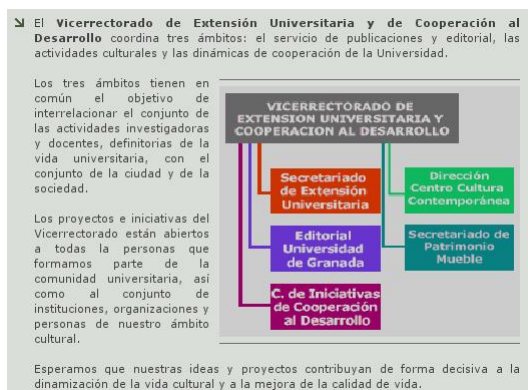 El Vicerrectorado de Extensión Universitaria y de Cooperación al
Desarrollo coordina tres ámbitos: el servicio de publicaciones y editorial, las
actividades culturales y las dinámicas de cooperación de la Universidad.
Los tres ámbitos tienen en
común el objetivo de
interrelacionar el conjunto de
las actividades investigadoras
y docentes, definitorias de la
vida universitaria, con el
conjunto de la ciudad y de la
sociedad.
Los proyectos e iniciativas del
Vicerrectorado están abiertos
a todas la personas que
formamos parte de la
comunidad universitaria, así
como al conjunto de
instituciones, organizaciones y
personas de nuestro ámbito
cultural.
VICERRECTORADO DE
EXTENSION UNIVERSITARIA Y
COOPERACION AL DESARROLLO
Secretariado
de Extensión
Universitaria
Dirección
Centro Cultura
Contemporánea
Editorial
Universidad
de Granada
Secretariado de
Patrimonio
Mueble
C. de Iniciativas
de Cooperación
al Desarrollo
Esperamos que nuestras ideas y proyectos contribuyan de forma decisiva a la
dinamización de la vida cultural y a la mejora de la calidad de vida.